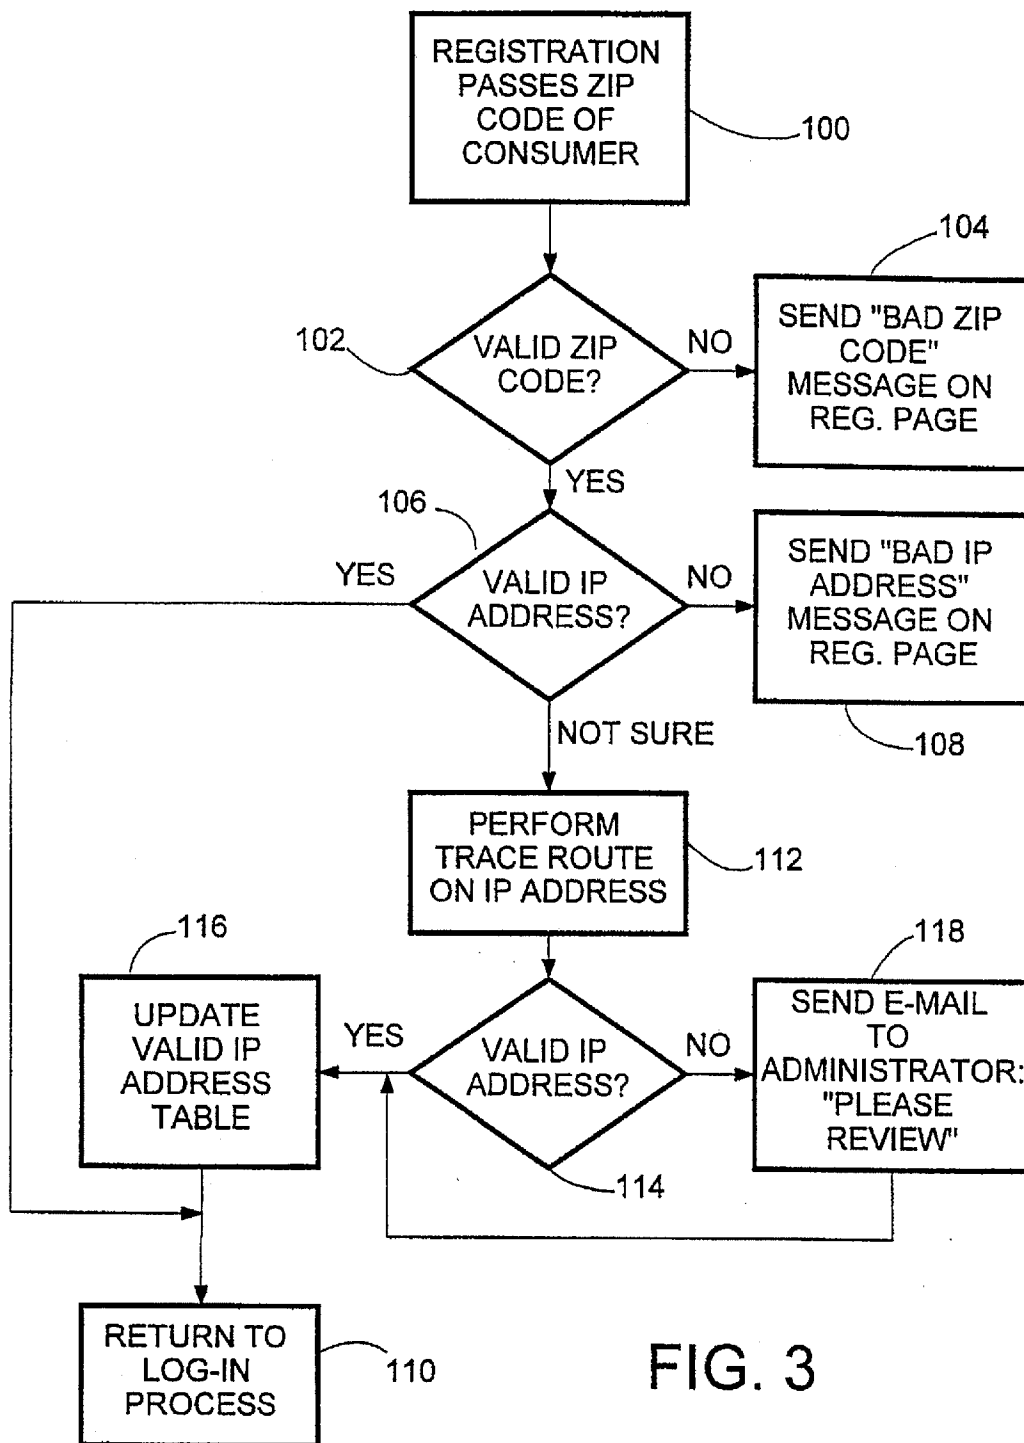 REGISTRATION
PASSES ZIP
CODE OF
CONSUMER
100
104
SEND "BAD ZIP
CODE"
MESSAGE ON
REG. PAGE
102
VALID ZIP
CODE?
NO
YES
106
YES
VALID IP
ADDRESS?
NO
SEND "BAD IP
ADDRESS"
MESSAGE ON
REG. PAGE
108
NOT SURE
PERFORM
TRACE ROUTE
ON IP ADDRESS
112
116
118
UPDATE
VALID IP
ADDRESS
TABLE
YES
VALID IP
ADDRESS?
NO
SEND E-MAIL
TO
ADMINISTRATOR:
"PLEASE
REVIEW"
114
RETURN TO
LOG-IN
PROCESS
110
FIG. 3